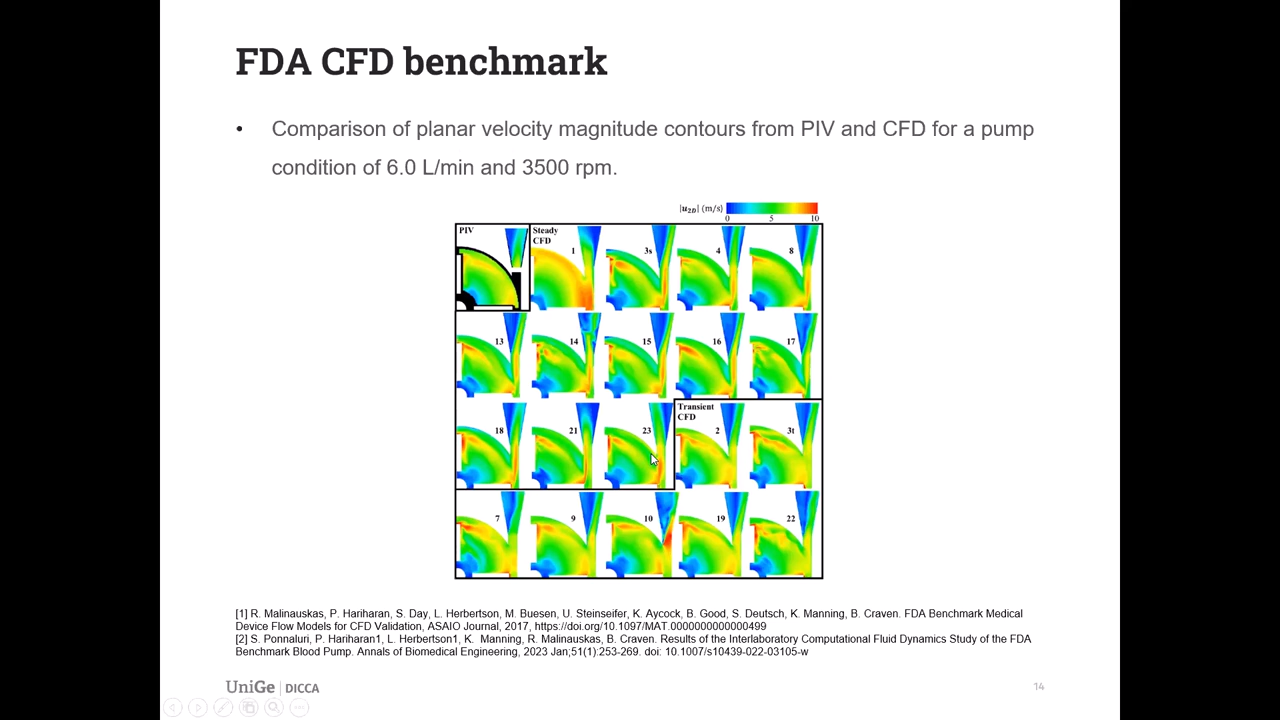 FDA CFD benchmark
• Comparison of planar velocity magnitude contours from PIV and CFD for a pump
condition of 6.0 L/min and 3500 rpm.
|u2D| (m/s)
0 5 10
PIV
Steady
CFD
1 3s 4 8
13 14 15 16 17
18 21 23
Transient
CFD
2 3t
7 9 10 19 22
[1] R. Malinauskas, P. Hariharan, S. Day, L. Herbertson, M. Buesen, U. Steinseifer, K. Aycock, B. Good, S. Deutsch, K. Manning, B. Craven. FDA Benchmark Medical
Device Flow Models for CFD Validation, ASAIO Journal, 2017, https://doi.org/10.1097/MAT.0000000000000499
[2] S. Ponnaluri, P. Hariharan1, L. Herbertson1, K. Manning, R. Malinauskas, B. Craven. Results of the Interlaboratory Computational Fluid Dynamics Study of the FDA
Benchmark Blood Pump. Annals of Biomedical Engineering, 2023 Jan;51(1):253-269. doi: 10.1007/s10439-022-03105-w
UniGe | DICCA
14